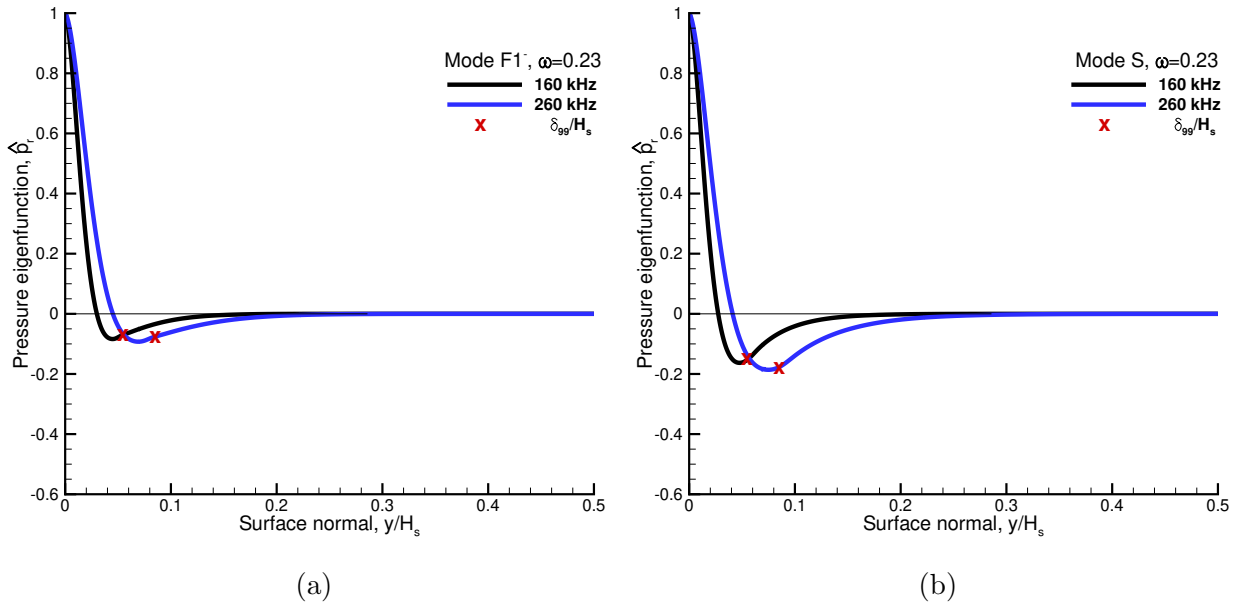 Mode F1⁻, ω=0.23
160 kHz
260 kHz
x δ₉₉/Hₛ
Pressure eigenfunction, p̂ᵣ
1
0.8
0.6
0.4
0.2
0
-0.2
-0.4
-0.6
0 0.1 0.2 0.3 0.4 0.5
Surface normal, y/Hₛ
(a)
Mode S, ω=0.23
160 kHz
260 kHz
x δ₉₉/Hₛ
Pressure eigenfunction, p̂ᵣ
1
0.8
0.6
0.4
0.2
0
-0.2
-0.4
-0.6
0 0.1 0.2 0.3 0.4 0.5
Surface normal, y/Hₛ
(b)